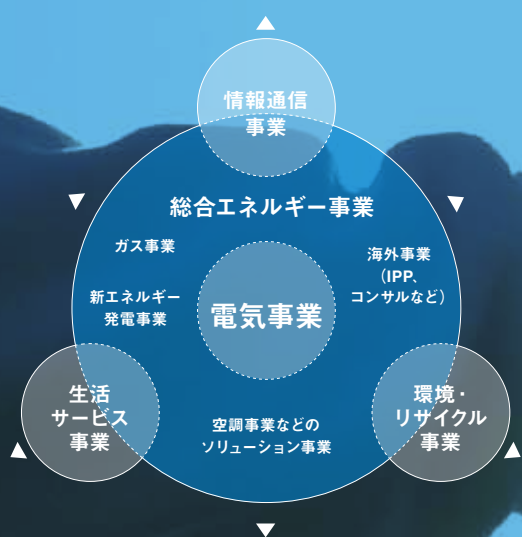 情報通信
事業
総合エネルギー事業
ガス事業
海外事業
（IPP、
コンサルなど）
新エネルギー
発電事業
電気事業
生活
サービス
事業
環境・
リサイクル
事業
空調事業などの
ソリューション事業